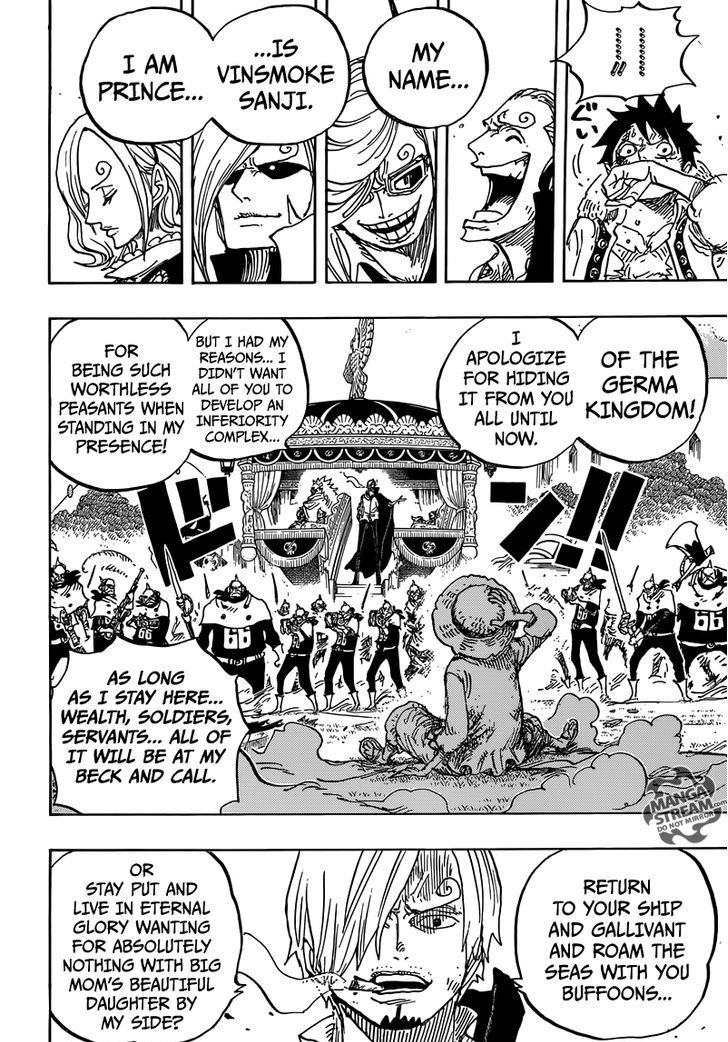 !!
ぐい
MY
NAME...
...IS
VINSMOKE
SANJI.
I AM
PRINCE...
OF THE
GERMA
KINGDOM!
I
APOLOGIZE
FOR HIDING
IT FROM YOU
ALL UNTIL
NOW.
BUT I HAD MY
REASONS... I
DIDN'T WANT
ALL OF YOU TO
DEVELOP AN
INFERIORITY
COMPLEX...
FOR
BEING SUCH
WORTHLESS
PEASANTS WHEN
STANDING IN MY
PRESENCE!
ドン!!
66
66
66
AS LONG
AS I STAY HERE...
WEALTH, SOLDIERS,
SERVANTS... ALL OF
IT WILL BE AT MY
BECK AND CALL.
MANGA
STREAM.com
DO NOT MIRROR
RETURN
TO YOUR SHIP
AND GALLIVANT
AND ROAM THE
SEAS WITH YOU
BUFFOONS...
OR
STAY PUT AND
LIVE IN ETERNAL
GLORY WANTING
FOR ABSOLUTELY
NOTHING WITH BIG
MOM'S BEAUTIFUL
DAUGHTER BY
MY SIDE?